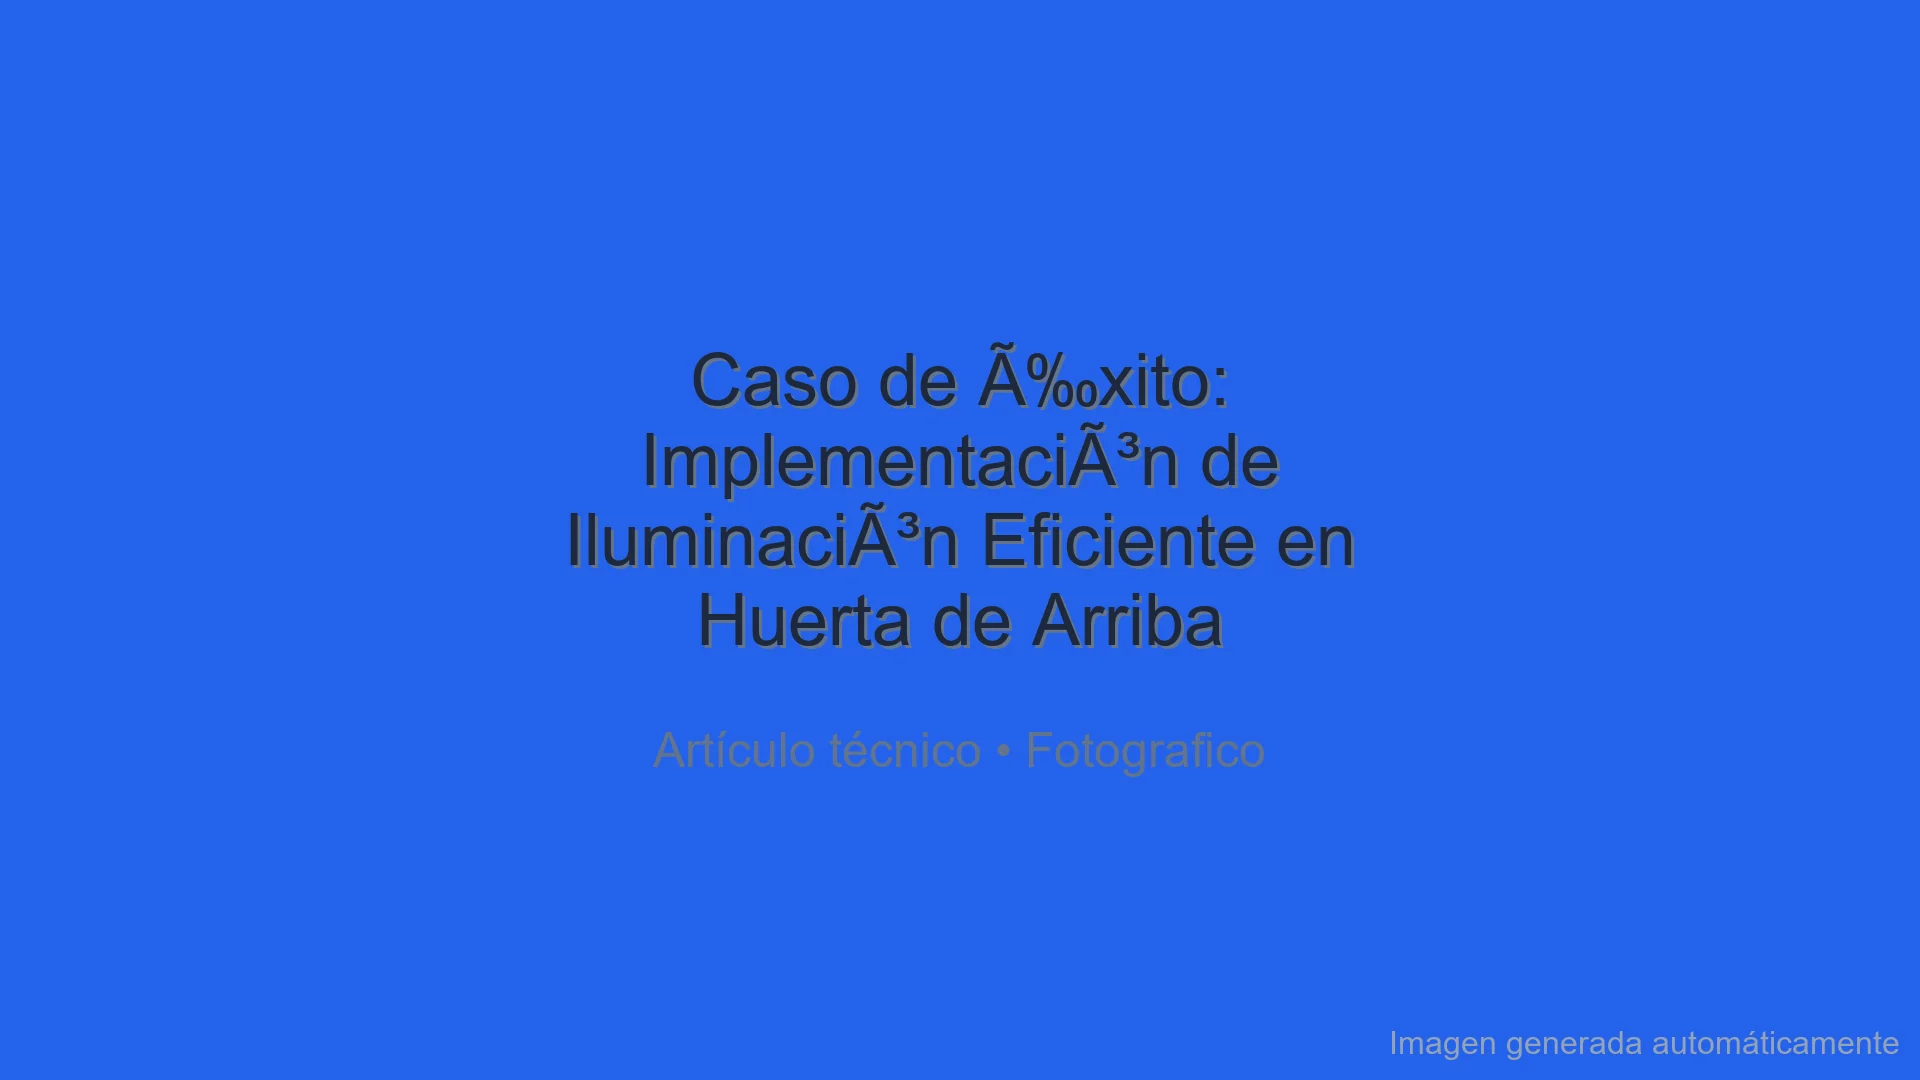 Caso de Ã‰xito:
ImplementaciÃ³n de
IluminaciÃ³n Eficiente en
Huerta de Arriba
Artículo técnico • Fotografico
Imagen generada automáticamente